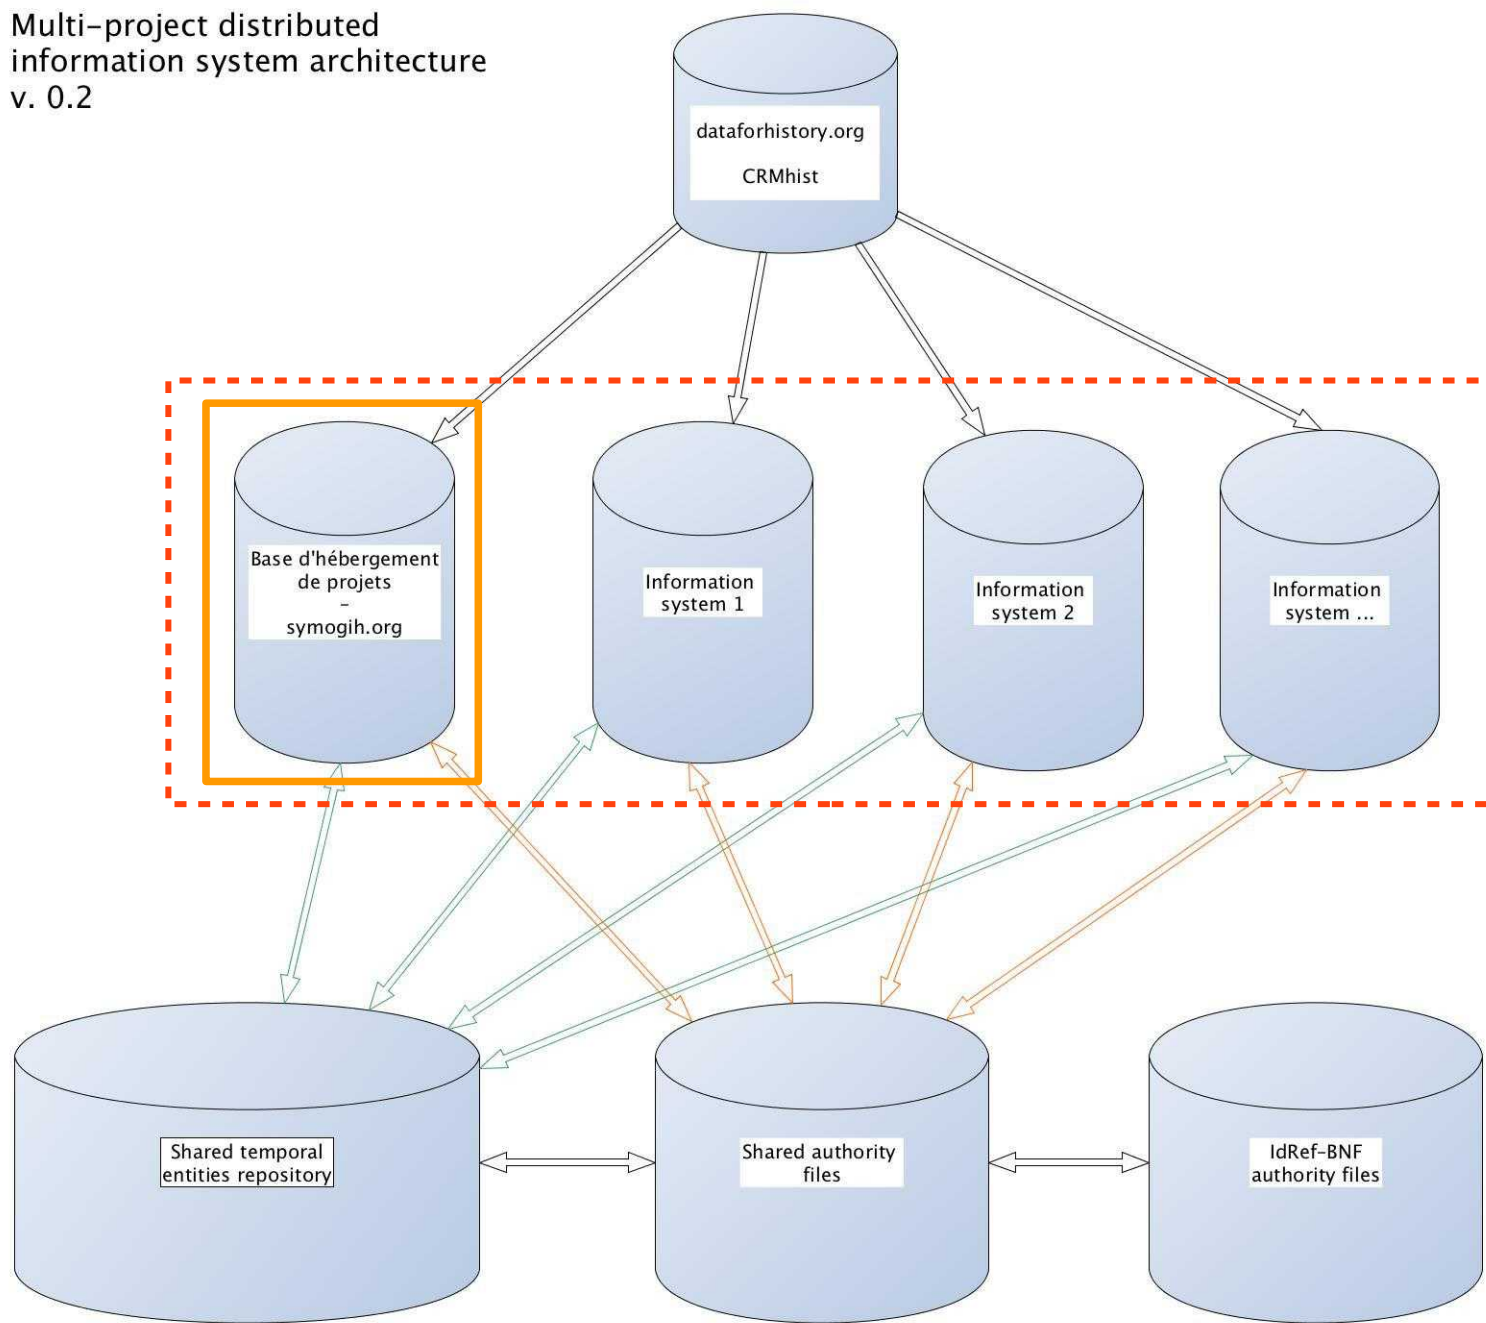 Multi-project distributed
information system architecture
v. 0.2
dataforhistory.org
CRMhist
Base d'hébergement
de projets
–
symogih.org
Information
system 1
Information
system 2
Information
system ...
Shared temporal
entities repository
Shared authority
files
IdRef-BNF
authority files